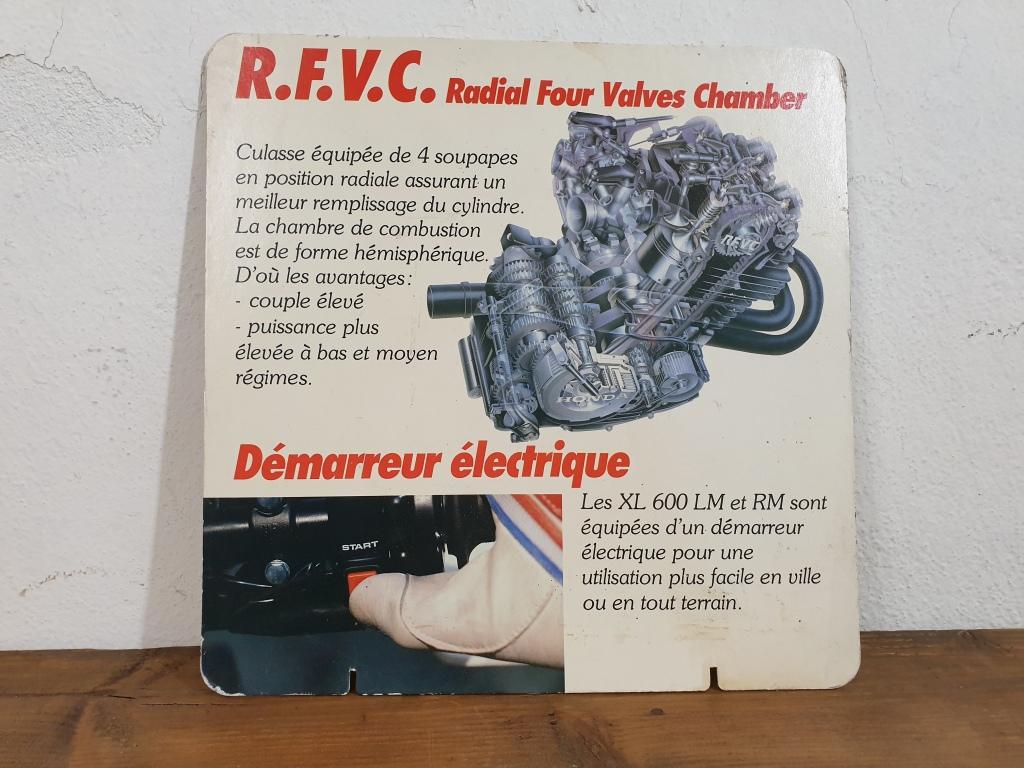 R.F.V.C. Radial Four Valves Chamber
Culasse équipée de 4 soupapes
en position radiale assurant un
meilleur remplissage du cylindre.
La chambre de combustion
est de forme hémisphérique.
D'où les avantages:
- couple élevé
- puissance plus
élevée à bas et moyen
régimes.
RFVC
HONDA
Démarreur électrique
START
Les XL 600 LM et RM sont
équipées d'un démarreur
électrique pour une
utilisation plus facile en ville
ou en tout terrain.